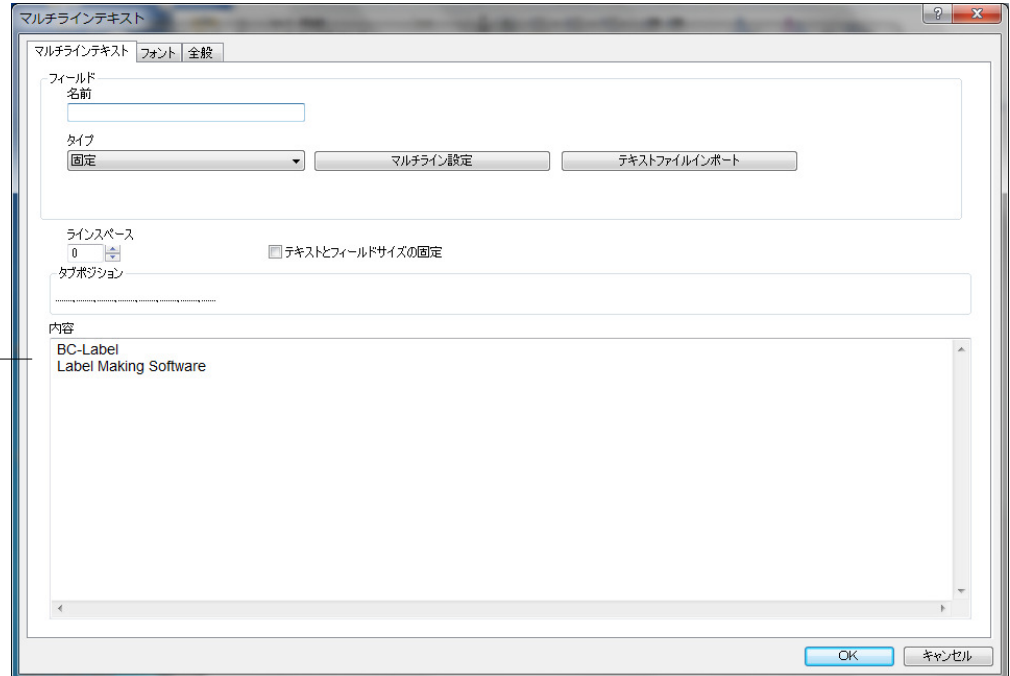 マルチラインテキスト
マルチラインテキスト フォント 全般
フィールド
名前
タイプ
固定 マルチライン設定 テキストファイルインポート
ラインスペース
0 テキストとフィールドサイズの固定
タブポジション
内容
BC-Label
Label Making Software
OK キャンセル